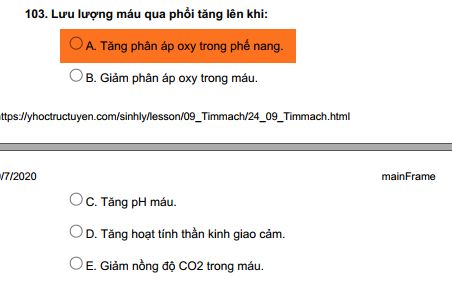 103. Lưu lượng máu qua phổi tăng lên khi:
A. Tăng phân áp oxy trong phế nang.
B. Giảm phân áp oxy trong máu.
ttps://yhoctructuyen.com/sinhly/lesson/09_Timmach/24_09_Timmach.html
/7/2020 mainFrame
C. Tăng pH máu.
D. Tăng hoạt tính thần kinh giao cảm.
E. Giảm nồng độ CO2 trong máu.